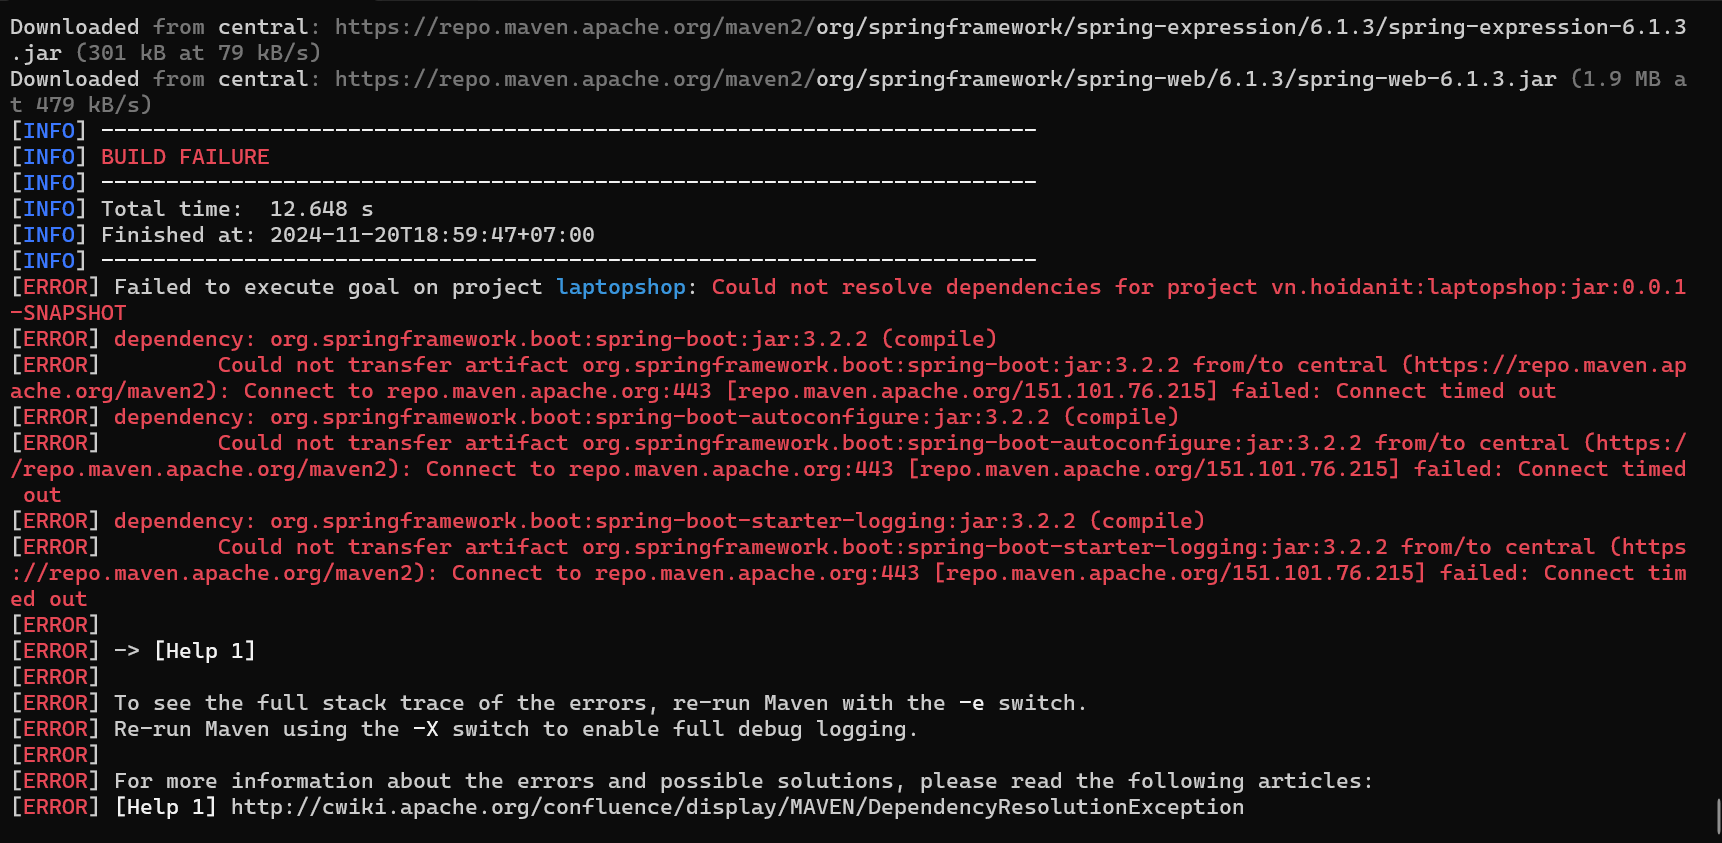 Downloaded from central: https://repo.maven.apache.org/maven2/org/springframework/spring-expression/6.1.3/spring-expression-6.1.3
.jar (301 kB at 79 kB/s)
Downloaded from central: https://repo.maven.apache.org/maven2/org/springframework/spring-web/6.1.3/spring-web-6.1.3.jar (1.9 MB a
t 479 kB/s)
[INFO] ------------------------------------------------------------------------
[INFO] BUILD FAILURE
[INFO] ------------------------------------------------------------------------
[INFO] Total time:  12.648 s
[INFO] Finished at: 2024-11-20T18:59:47+07:00
[INFO] ------------------------------------------------------------------------
[ERROR] Failed to execute goal on project laptopshop: Could not resolve dependencies for project vn.hoidanit:laptopshop:jar:0.0.1
-SNAPSHOT
[ERROR] dependency: org.springframework.boot:spring-boot:jar:3.2.2 (compile)
[ERROR]         Could not transfer artifact org.springframework.boot:spring-boot:jar:3.2.2 from/to central (https://repo.maven.ap
ache.org/maven2): Connect to repo.maven.apache.org:443 [repo.maven.apache.org/151.101.76.215] failed: Connect timed out
[ERROR] dependency: org.springframework.boot:spring-boot-autoconfigure:jar:3.2.2 (compile)
[ERROR]         Could not transfer artifact org.springframework.boot:spring-boot-autoconfigure:jar:3.2.2 from/to central (https:/
/repo.maven.apache.org/maven2): Connect to repo.maven.apache.org:443 [repo.maven.apache.org/151.101.76.215] failed: Connect timed
 out
[ERROR] dependency: org.springframework.boot:spring-boot-starter-logging:jar:3.2.2 (compile)
[ERROR]         Could not transfer artifact org.springframework.boot:spring-boot-starter-logging:jar:3.2.2 from/to central (https
://repo.maven.apache.org/maven2): Connect to repo.maven.apache.org:443 [repo.maven.apache.org/151.101.76.215] failed: Connect tim
ed out
[ERROR]
[ERROR] -> [Help 1]
[ERROR]
[ERROR] To see the full stack trace of the errors, re-run Maven with the -e switch.
[ERROR] Re-run Maven using the -X switch to enable full debug logging.
[ERROR]
[ERROR] For more information about the errors and possible solutions, please read the following articles:
[ERROR] [Help 1] http://cwiki.apache.org/confluence/display/MAVEN/DependencyResolutionException